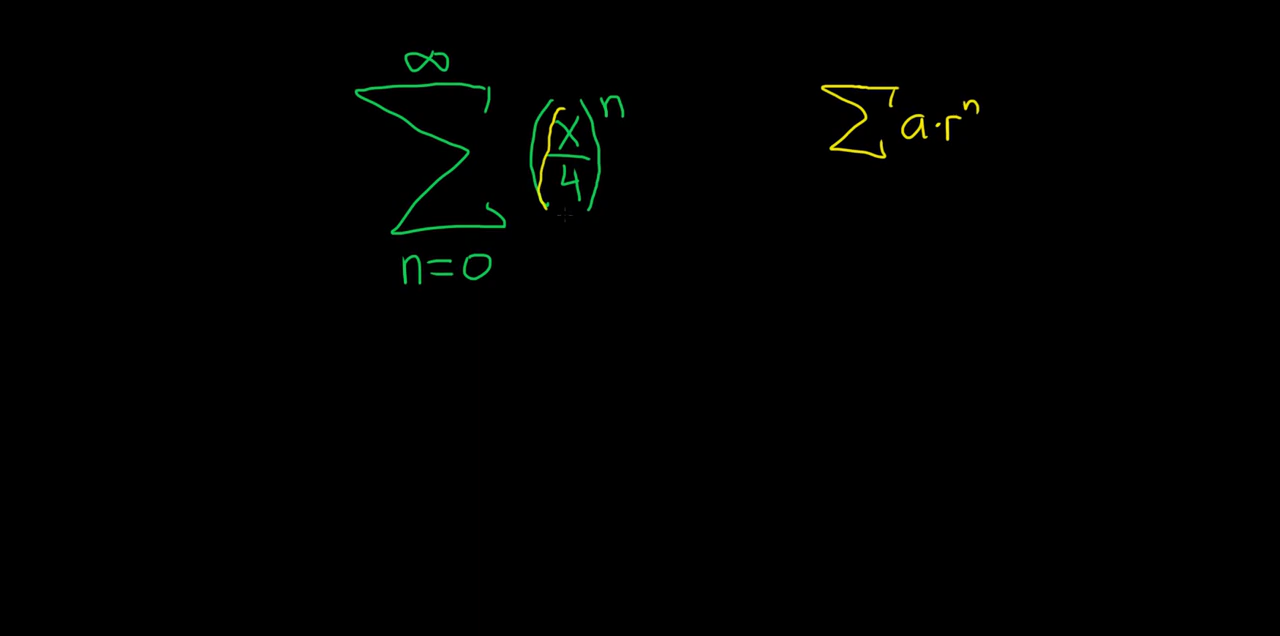 ∞
∑ (x/4)^n
n=0
∑ a·r^n